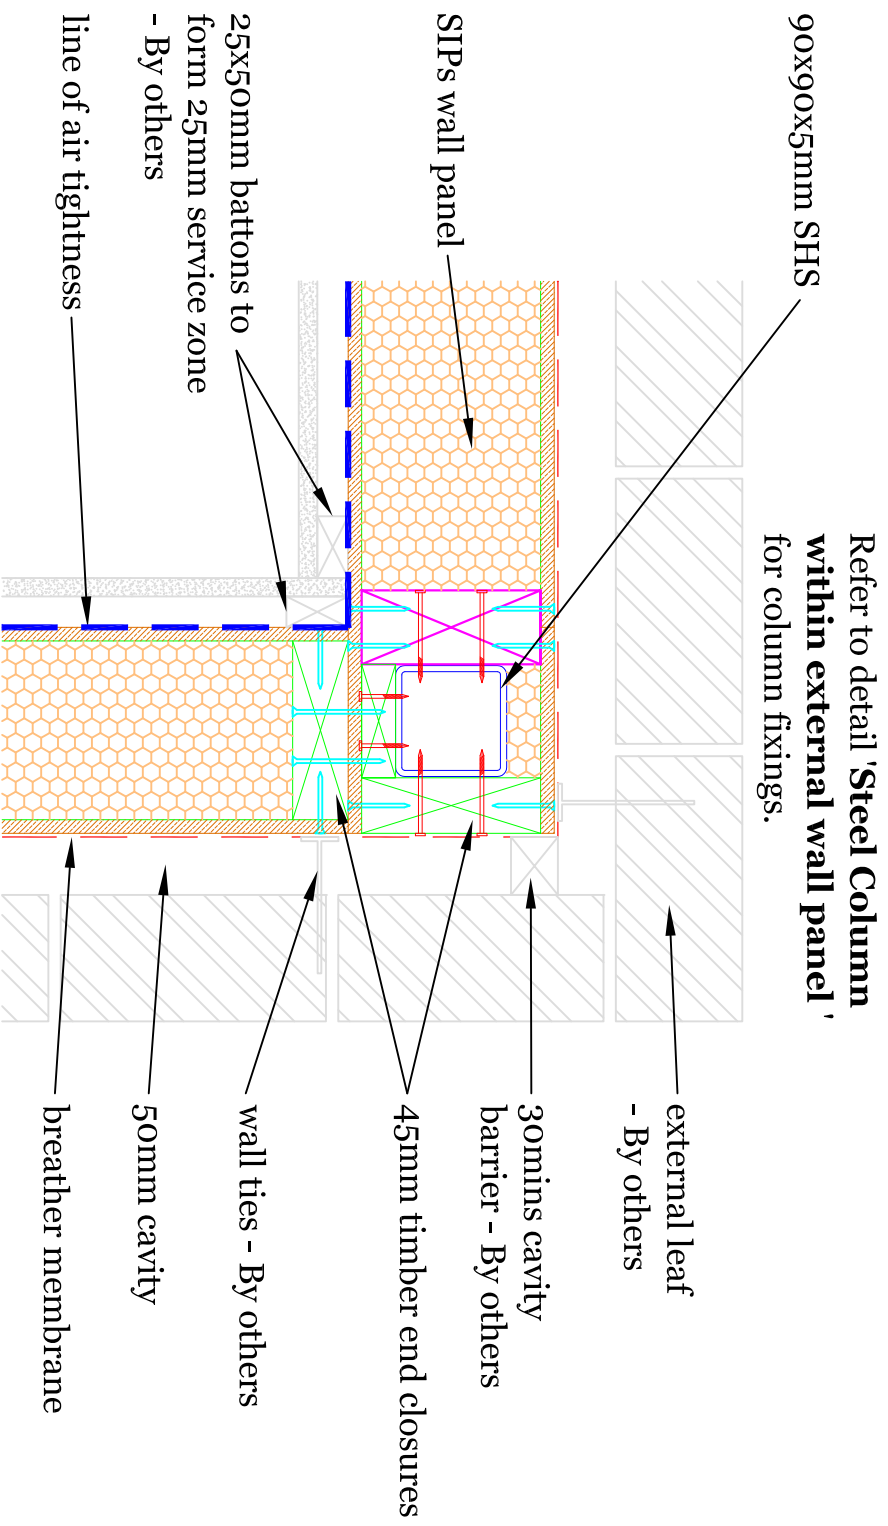 Refer to detail 'Steel Column
within external wall panel '
for column fixings.
90x90x5mm SHS
SIPs wall panel
25x50mm battons to
form 25mm service zone
- By others
line of air tightness
external leaf
- By others
30mins cavity
barrier - By others
45mm timber end closures
wall ties - By others
50mm cavity
breather membrane